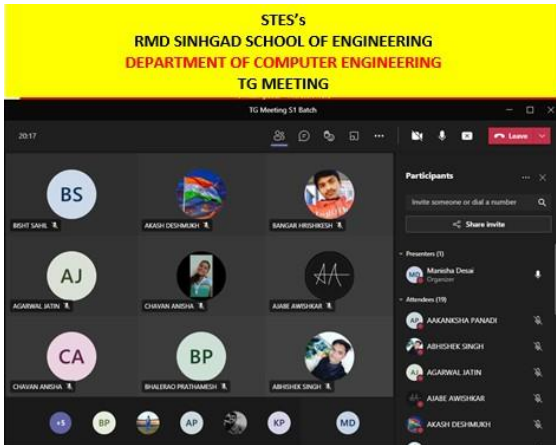 STES's
RMD SINHGAD SCHOOL OF ENGINEERING
DEPARTMENT OF COMPUTER ENGINEERING
TG MEETING
TG Meeting S1 Batch
20:17
Leave
BS
BISHT SAHIL
AKASH DESHMUKH
BANGAR HRISHIKESH
AJ
AGARWAL JATIN
CHAVAN ANISHA
AJABE AWISHKAR
CA
CHAVAN ANISHA
BP
BHALERAO PRATHAMESH
ABHISHEK SINGH
+5
BP
AP
KP
MD
Participants
Invite someone or dial a number
Share invite
Presenters (1)
MD
Manisha Desai
Organizer
Attendees (19)
AP
AAKANKSHA PANADI
ABHISHEK SINGH
AJ
AGARWAL JATIN
AJABE AWISHKAR
AKASH DESHMUKH